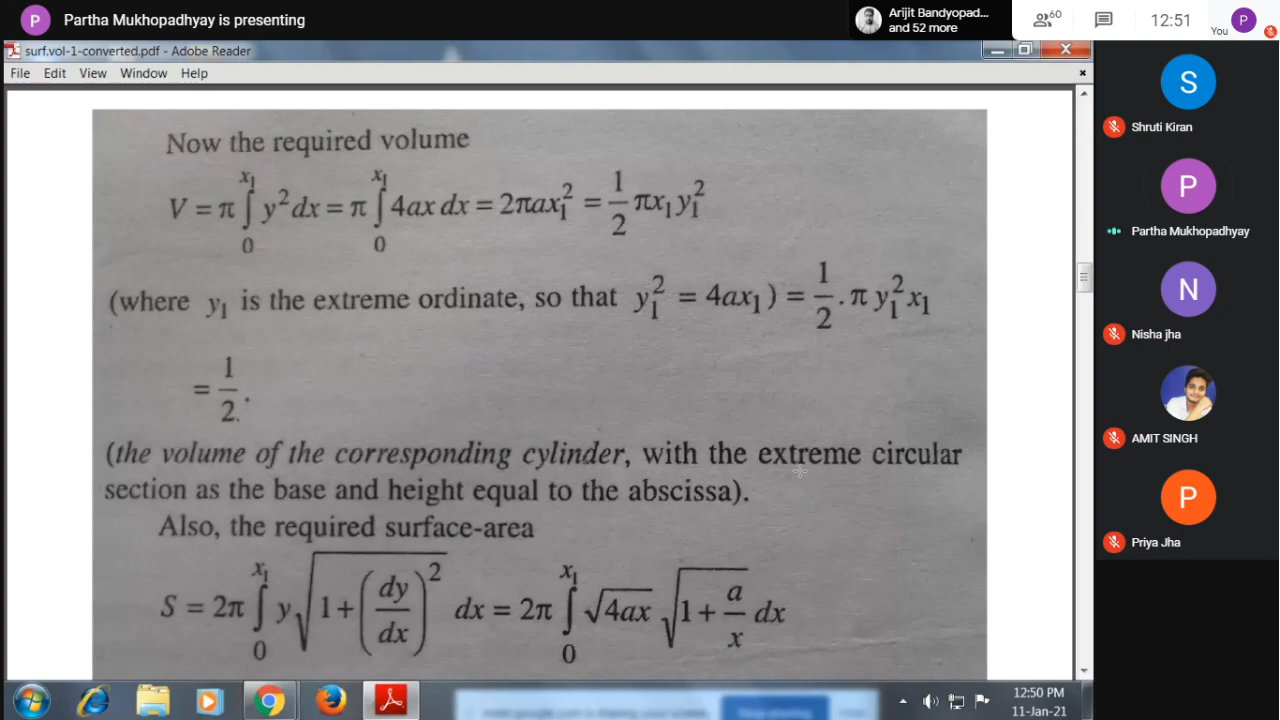 P Partha Mukhopadhyay is presenting
Arijit Bandyopad...
and 52 more
60
12:51
You
P
surf.vol-1-converted.pdf - Adobe Reader
File Edit View Window Help
Now the required volume
V = π ∫₀^{x₁} y² dx = π ∫₀^{x₁} 4ax dx = 2πax₁² = 1/2 πx₁y₁²
(where y₁ is the extreme ordinate, so that y₁² = 4ax₁) = 1/2 . π y₁² x₁
= 1/2 .
(the volume of the corresponding cylinder, with the extreme circular
section as the base and height equal to the abscissa).
Also, the required surface-area
S = 2π ∫₀^{x₁} y √(1 + (dy/dx)²) dx = 2π ∫₀^{x₁} √4ax √(1 + a/x) dx
S
Shruti Kiran
P
Partha Mukhopadhyay
N
Nisha jha
AMIT SINGH
P
Priya Jha
12:50 PM
11-Jan-21